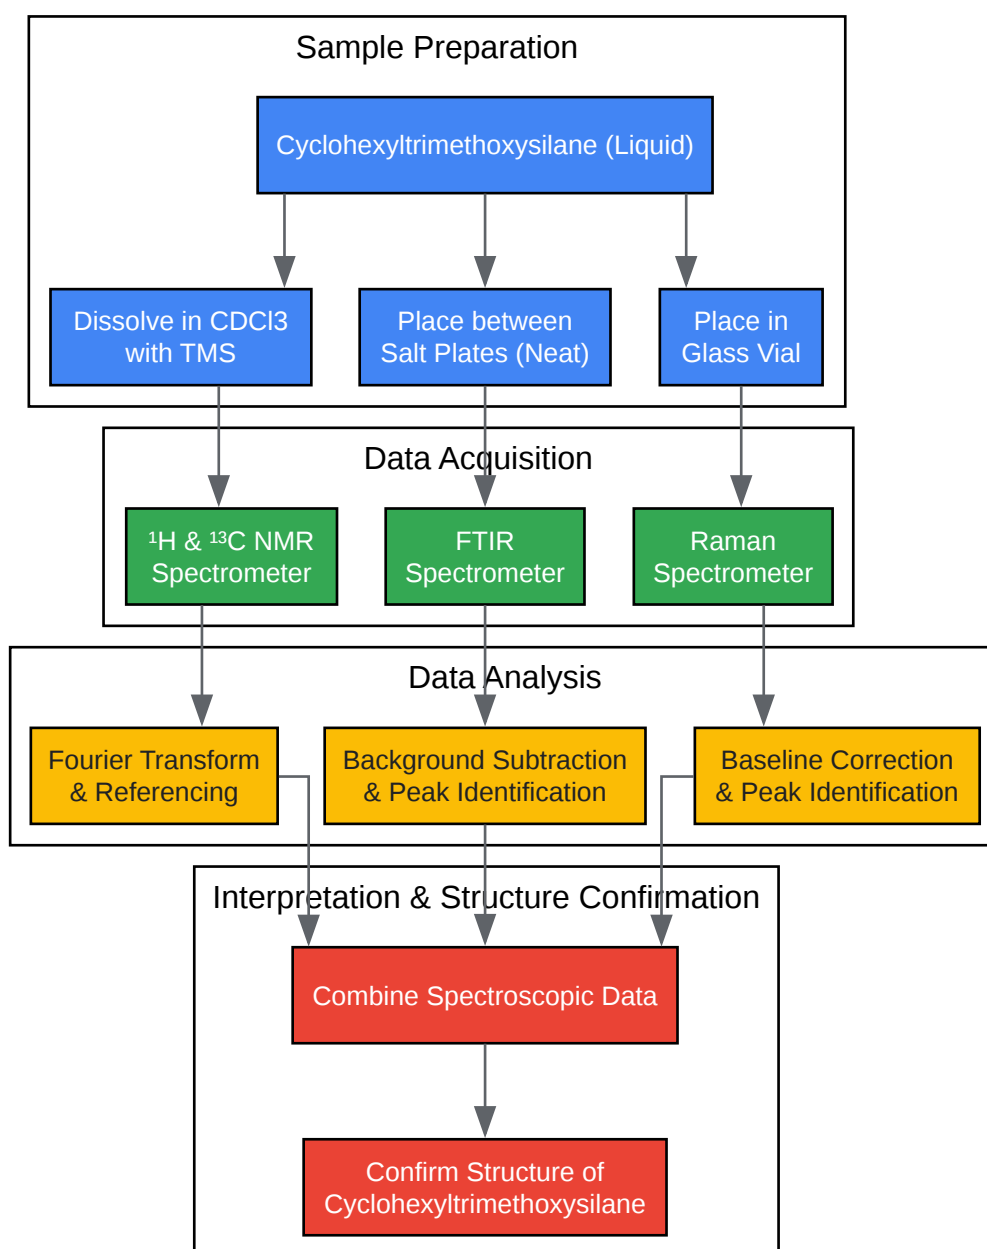 Sample Preparation
Cyclohexyltrimethoxysilane (Liquid)
Dissolve in CDCl3
with TMS
Place between
Salt Plates (Neat)
Place in
Glass Vial
Data Acquisition
¹H & ¹³C NMR
Spectrometer
FTIR
Spectrometer
Raman
Spectrometer
Data Analysis
Fourier Transform
& Referencing
Background Subtraction
& Peak Identification
Baseline Correction
& Peak Identification
Interpretation & Structure Confirmation
Combine Spectroscopic Data
Confirm Structure of
Cyclohexyltrimethoxysilane